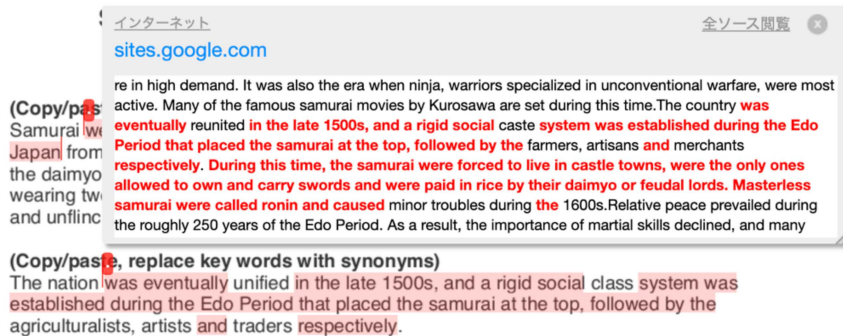 インターネット
全ソース閲覧
sites.google.com
re in high demand. It was also the era when ninja, warriors specialized in unconventional warfare, were most
active. Many of the famous samurai movies by Kurosawa are set during this time.The country was
eventually reunited in the late 1500s, and a rigid social caste system was established during the Edo
Period that placed the samurai at the top, followed by the farmers, artisans and merchants
respectively. During this time, the samurai were forced to live in castle towns, were the only ones
allowed to own and carry swords and were paid in rice by their daimyo or feudal lords. Masterless
samurai were called ronin and caused minor troubles during the 1600s.Relative peace prevailed during
the roughly 250 years of the Edo Period. As a result, the importance of martial skills declined, and many
(Copy/pas
Samurai we
Japan from
the daimyo
wearing tw
and unflinc
(Copy/paste, replace key words with synonyms)
The nation was eventually unified in the late 1500s, and a rigid social class system was
established during the Edo Period that placed the samurai at the top, followed by the
agriculturalists, artists and traders respectively.